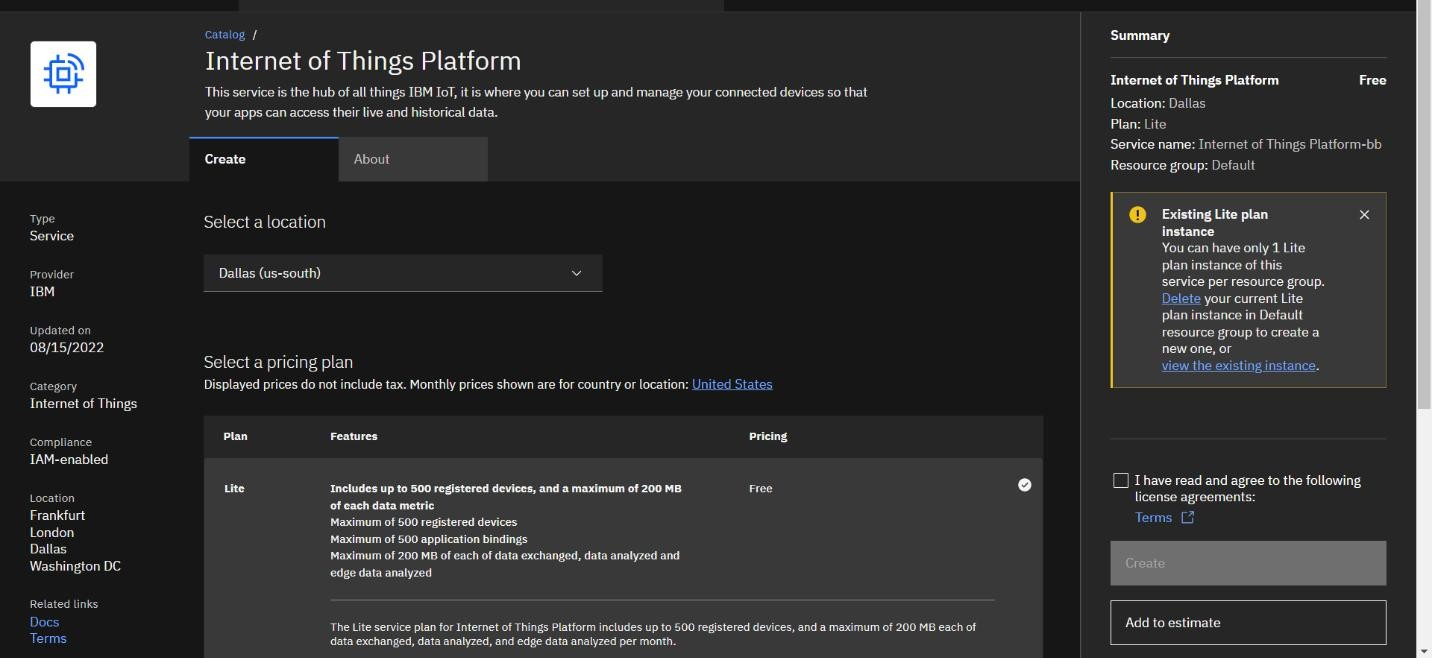 Catalog /
Internet of Things Platform
This service is the hub of all things IBM IoT, it is where you can set up and manage your connected devices so that
your apps can access their live and historical data.
Create
About
Type
Service
Provider
IBM
Updated on
08/15/2022
Category
Internet of Things
Compliance
IAM-enabled
Location
Frankfurt
London
Dallas
Washington DC
Related links
Docs
Terms
Select a location
Dallas (us-south)
Select a pricing plan
Displayed prices do not include tax. Monthly prices shown are for country or location: United States
Plan Features Pricing
Lite
Includes up to 500 registered devices, and a maximum of 200 MB
of each data metric
Maximum of 500 registered devices
Maximum of 500 application bindings
Maximum of 200 MB of each of data exchanged, data analyzed and
edge data analyzed
Free
The Lite service plan for Internet of Things Platform includes up to 500 registered devices, and a maximum of 200 MB each of
data exchanged, data analyzed, and edge data analyzed per month.
Summary
Internet of Things Platform Free
Location: Dallas
Plan: Lite
Service name: Internet of Things Platform-bb
Resource group: Default
Existing Lite plan
instance
You can have only 1 Lite
plan instance of this
service per resource group.
Delete your current Lite
plan instance in Default
resource group to create a
new one, or
view the existing instance.
I have read and agree to the following
license agreements:
Terms
Create
Add to estimate